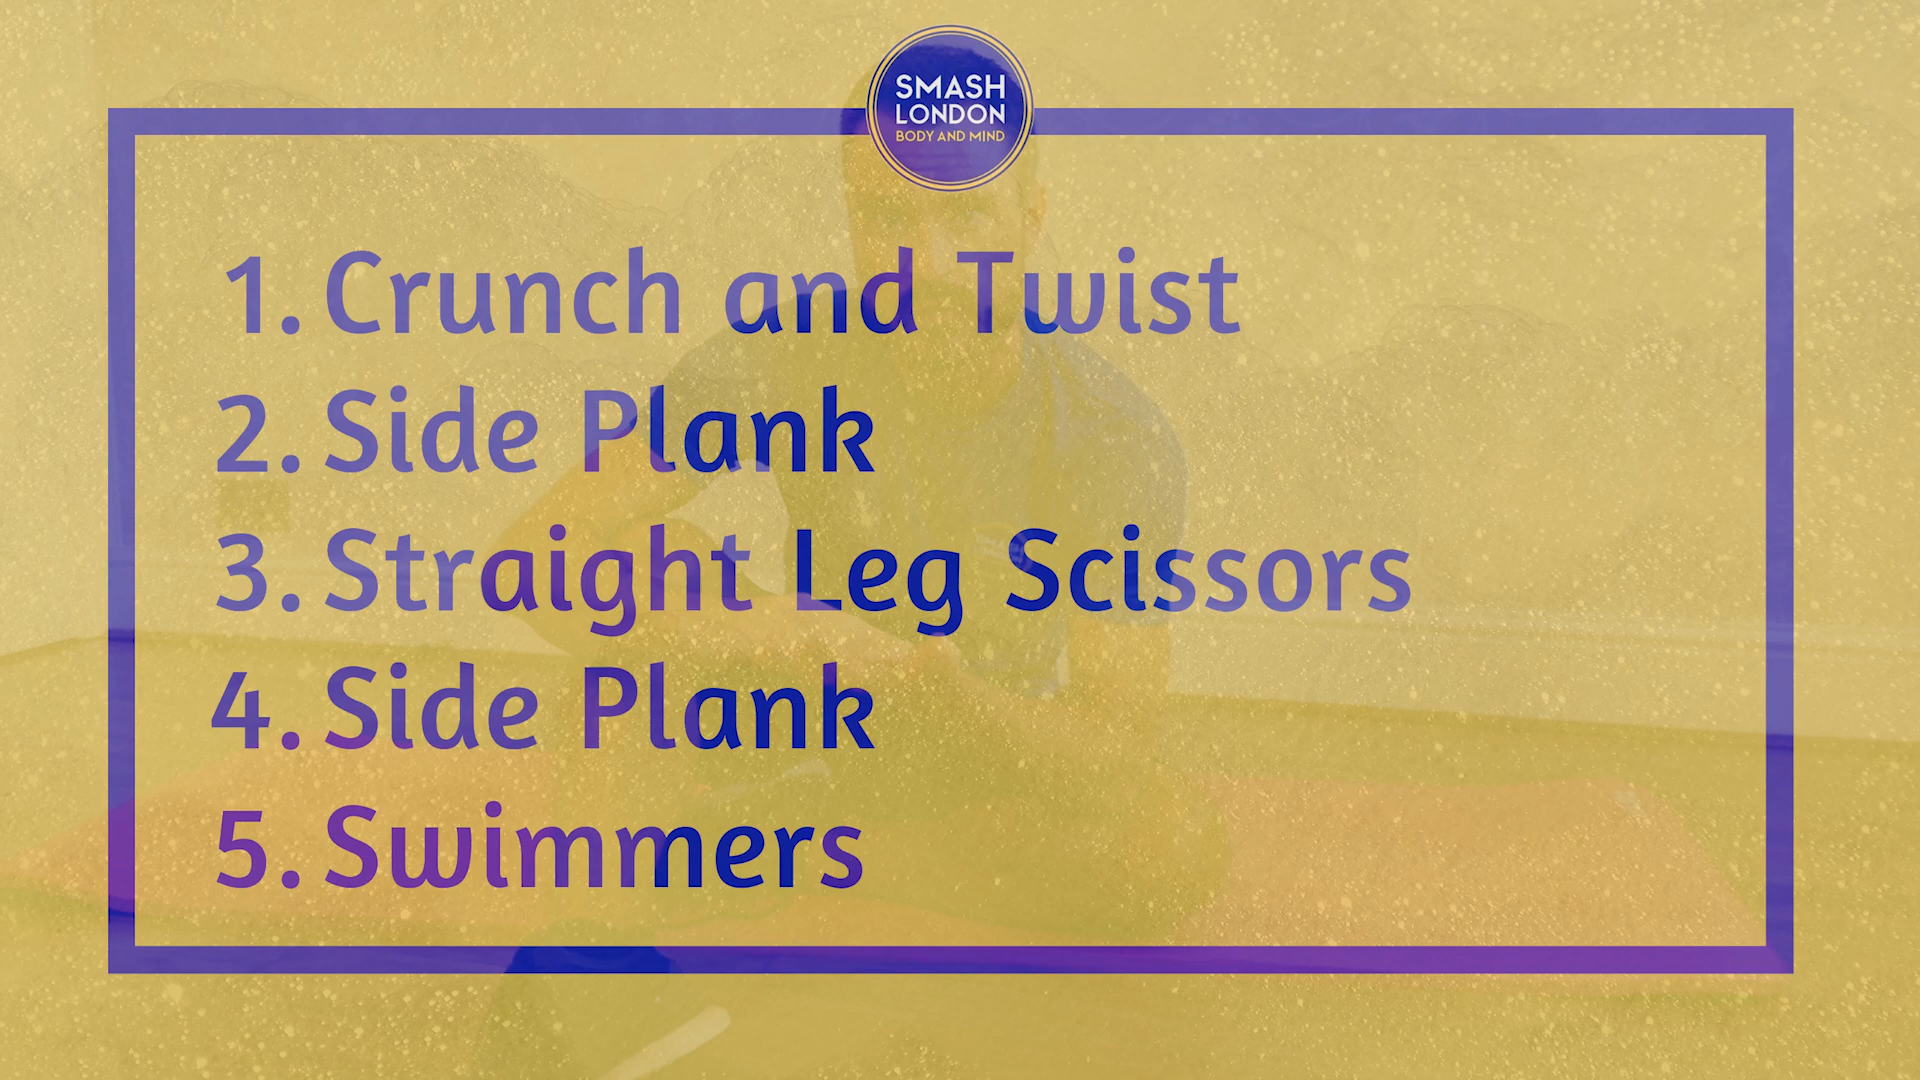 SMASH
LONDON
BODY AND MIND
1. Crunch and Twist
2. Side Plank
3. Straight Leg Scissors
4. Side Plank
5. Swimmers